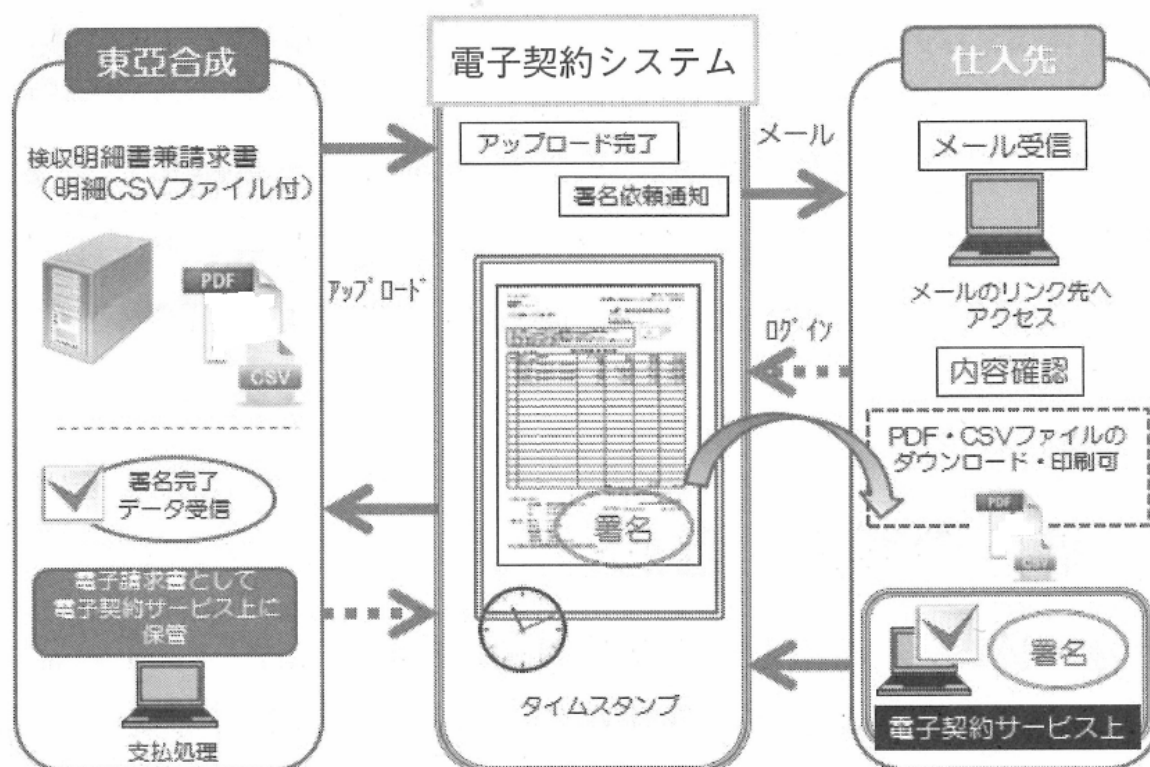 東亞合成
検収明細書兼請求書
(明細CSVファイル付)
PDF
CSV
アップロード
署名完了
データ受信
電子請求書として
電子契約サービス上に
保管
支払処理
電子契約システム
アップロード完了
署名依頼通知
署名
タイムスタンプ
メール
ログイン
仕入先
メール受信
メールのリンク先へ
アクセス
内容確認
PDF・CSVファイルの
ダウンロード・印刷可
PDF
CSV
署名
電子契約サービス上